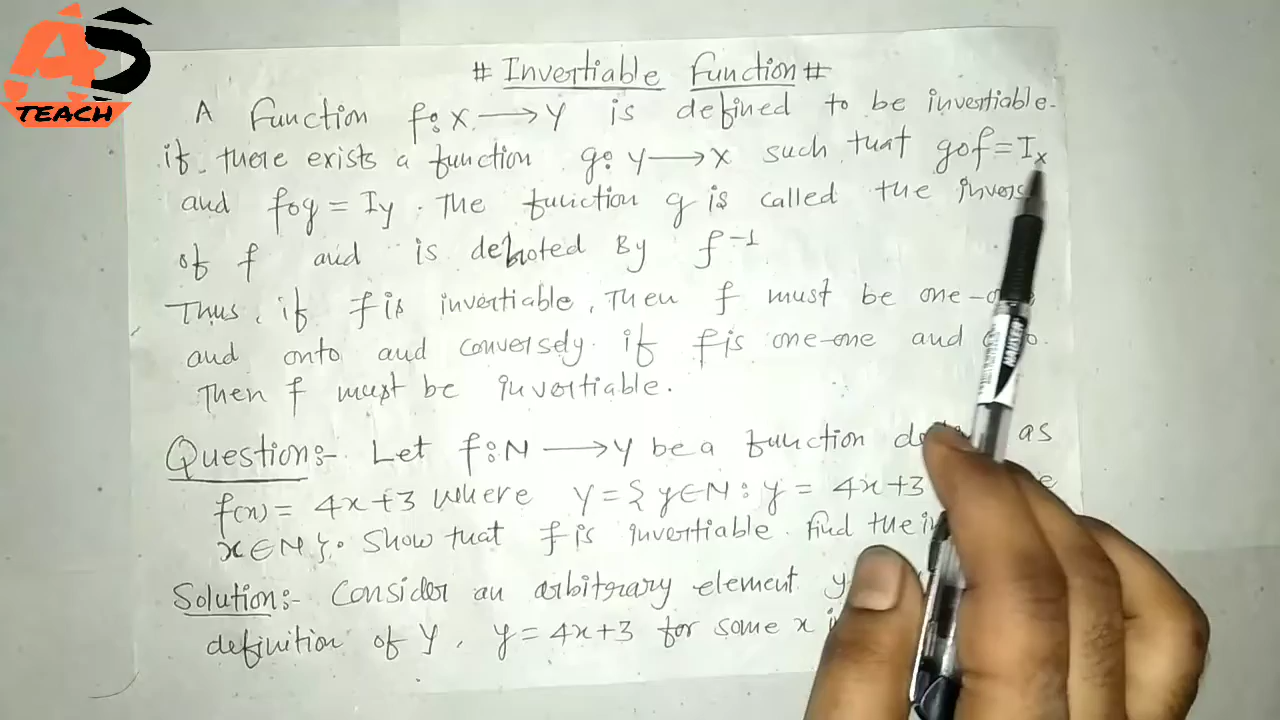 AS
TEACH
# Invertiable Function #
A Function f: X → Y is defined to be invertiable.
if there exists a function g: Y → X such that gof = Ix
and fog = Iy. The function g is called the
of f and is denoted By f⁻¹
Thus, if f is invertiable, Then f must be
and onto and conversely if f is one-one and
Then f must be invertiable.
Question:- Let f: N → Y be a function as
f(x) = 4x+3 where Y = { y∈N : y = 4x+3
x∈N }. Show that f is invertiable. Find the
Solution:- Consider an arbitrary element y
definition of Y, y = 4x+3 for some x